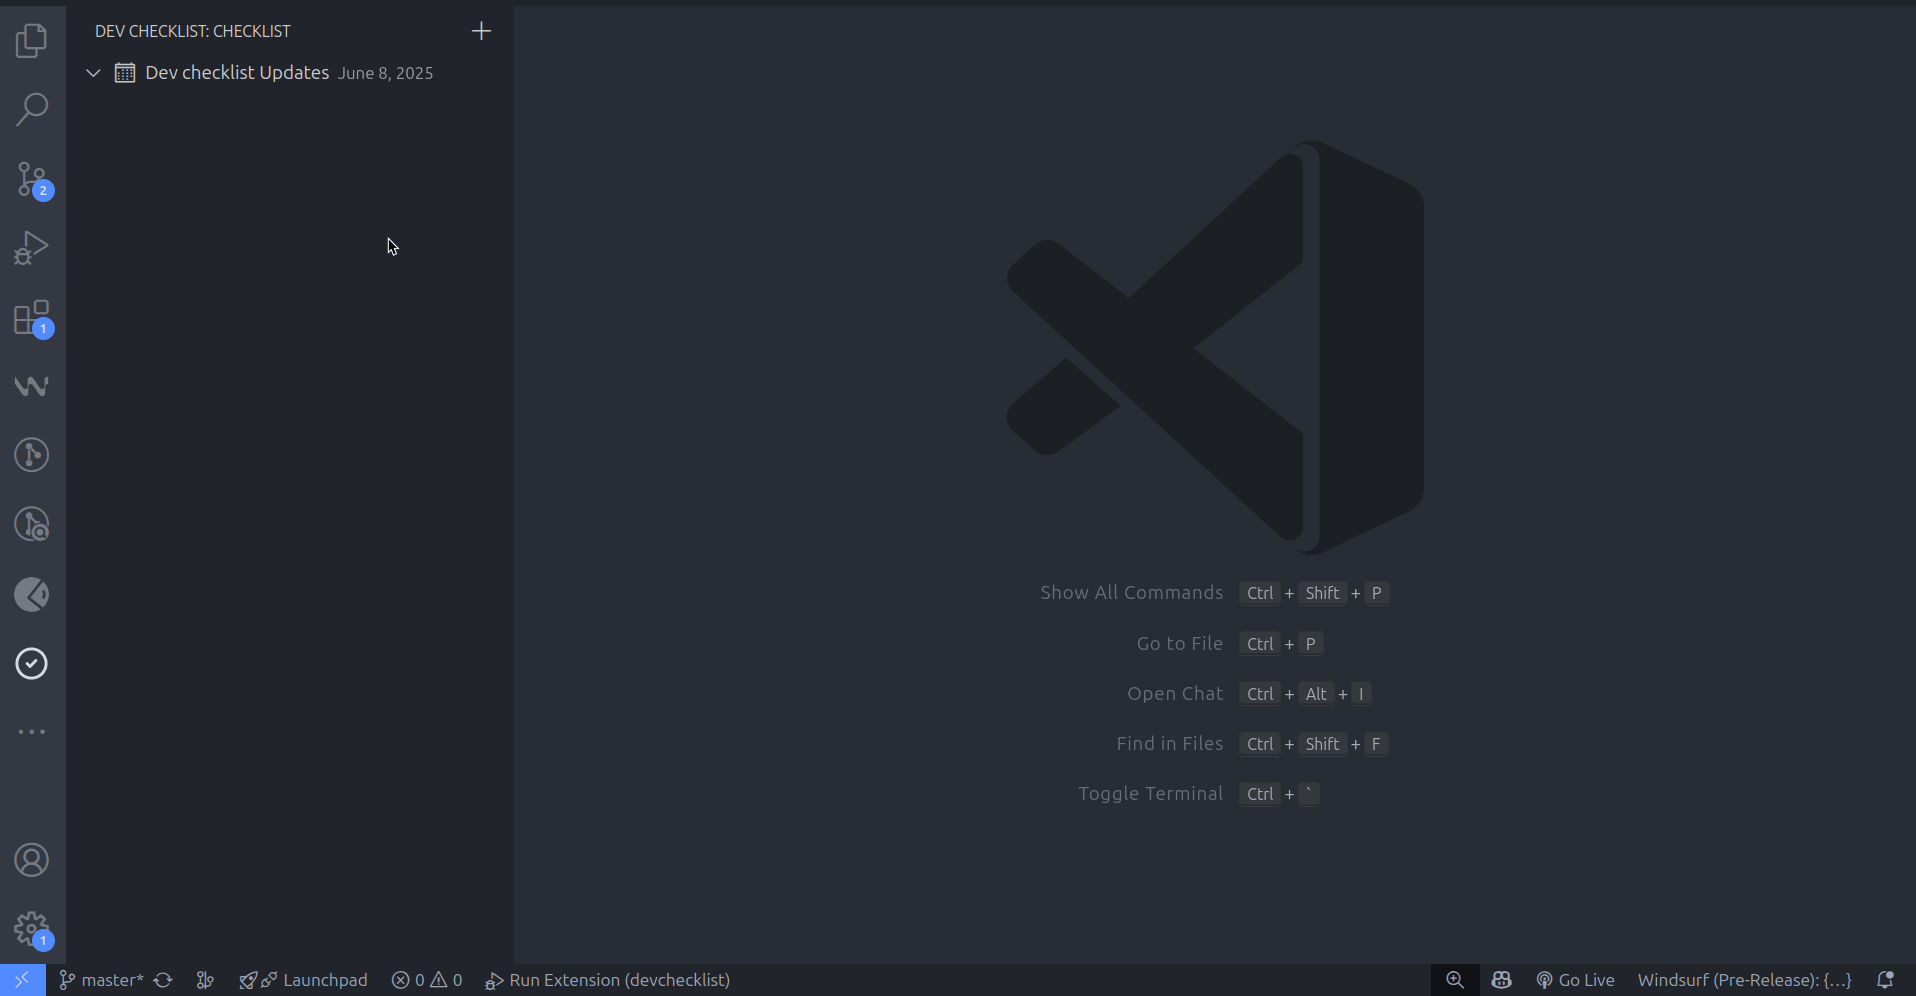 DEV CHECKLIST: CHECKLIST
Dev checklist Updates June 8, 2025
2
1
Show All Commands Ctrl + Shift + P
Go to File Ctrl + P
Open Chat Ctrl + Alt + I
Find in Files Ctrl + Shift + F
Toggle Terminal Ctrl + `
1
master* Launchpad 0 0 Run Extension (devchecklist) Go Live Windsurf (Pre-Release): {...}